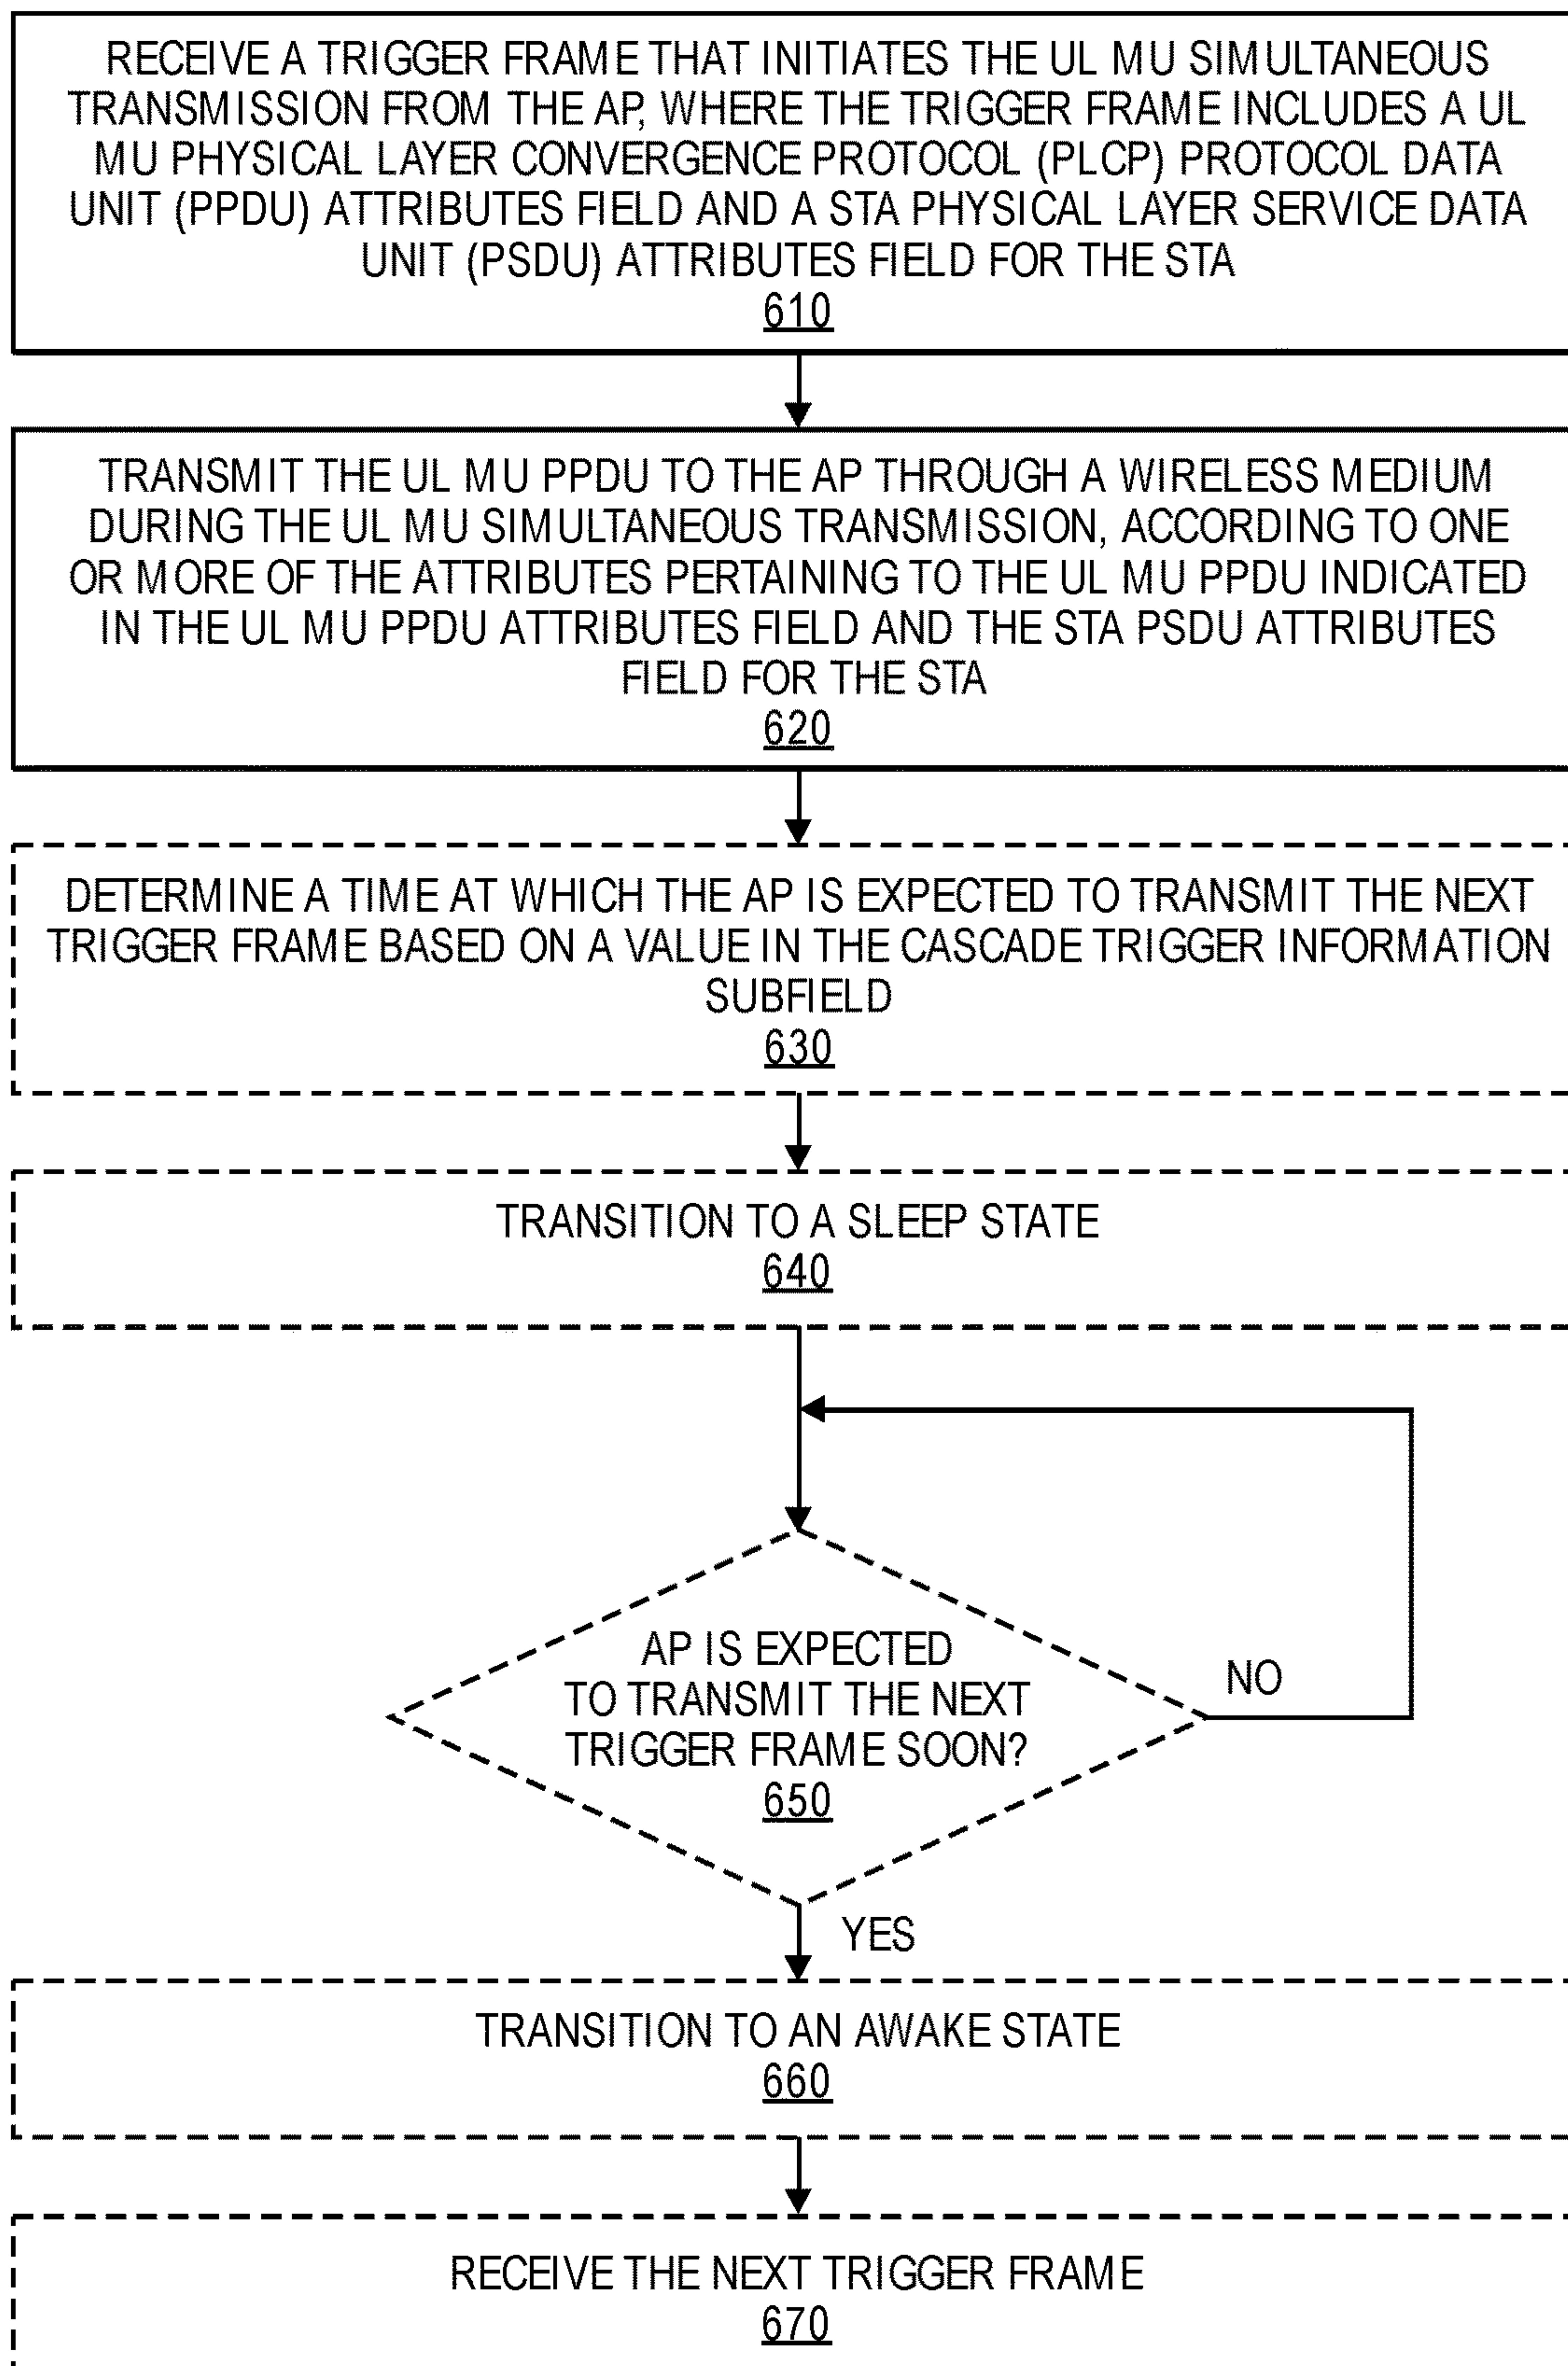 RECEIVE A TRIGGER FRAME THAT INITIATES THE UL MU SIMULTANEOUS
TRANSMISSION FROM THE AP, WHERE THE TRIGGER FRAME INCLUDES A UL
MU PHYSICAL LAYER CONVERGENCE PROTOCOL (PLCP) PROTOCOL DATA
UNIT (PPDU) ATTRIBUTES FIELD AND A STA PHYSICAL LAYER SERVICE DATA
UNIT (PSDU) ATTRIBUTES FIELD FOR THE STA
610
TRANSMIT THE UL MU PPDU TO THE AP THROUGH A WIRELESS MEDIUM
DURING THE UL MU SIMULTANEOUS TRANSMISSION, ACCORDING TO ONE
OR MORE OF THE ATTRIBUTES PERTAINING TO THE UL MU PPDU INDICATED
IN THE UL MU PPDU ATTRIBUTES FIELD AND THE STA PSDU ATTRIBUTES
FIELD FOR THE STA
620
DETERMINE A TIME AT WHICH THE AP IS EXPECTED TO TRANSMIT THE NEXT
TRIGGER FRAME BASED ON A VALUE IN THE CASCADE TRIGGER INFORMATION
SUBFIELD
630
TRANSITION TO A SLEEP STATE
640
AP IS EXPECTED
TO TRANSMIT THE NEXT
TRIGGER FRAME SOON?
650
NO
YES
TRANSITION TO AN AWAKE STATE
660
RECEIVE THE NEXT TRIGGER FRAME
670